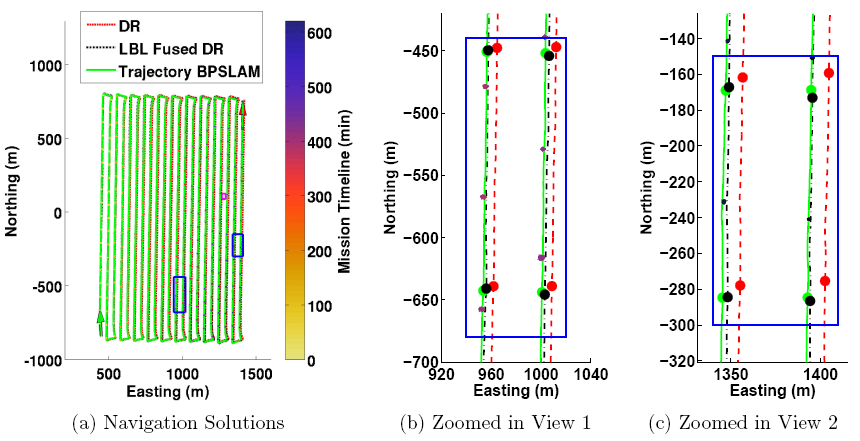 DR
LBL Fused DR
Trajectory BPSLAM
1000
500
0
−500
−1000
Northing (m)
500 1000 1500
Easting (m)
600
500
400
300
200
100
0
Mission Timeline (min)
(a) Navigation Solutions
−450
−500
−550
−600
−650
−700
Northing (m)
920 960 1000 1040
Easting (m)
(b) Zoomed in View 1
−140
−160
−180
−200
−220
−240
−260
−280
−300
−320
Northing (m)
1350 1400
Easting (m)
(c) Zoomed in View 2